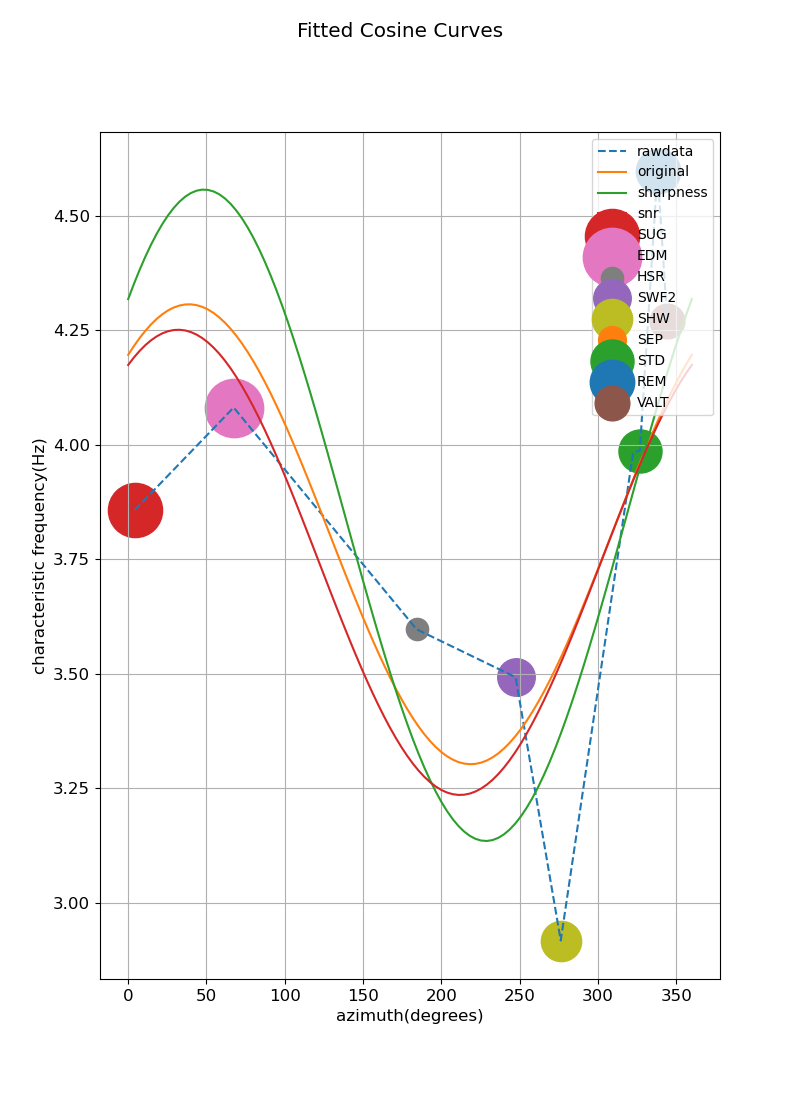 Fitted Cosine Curves
rawdata
original
sharpness
snr
SUG
EDM
HSR
SWF2
SHW
SEP
STD
REM
VALT
4.50
4.25
4.00
3.75
3.50
3.25
3.00
characteristic frequency(Hz)
0 50 100 150 200 250 300 350
azimuth(degrees)